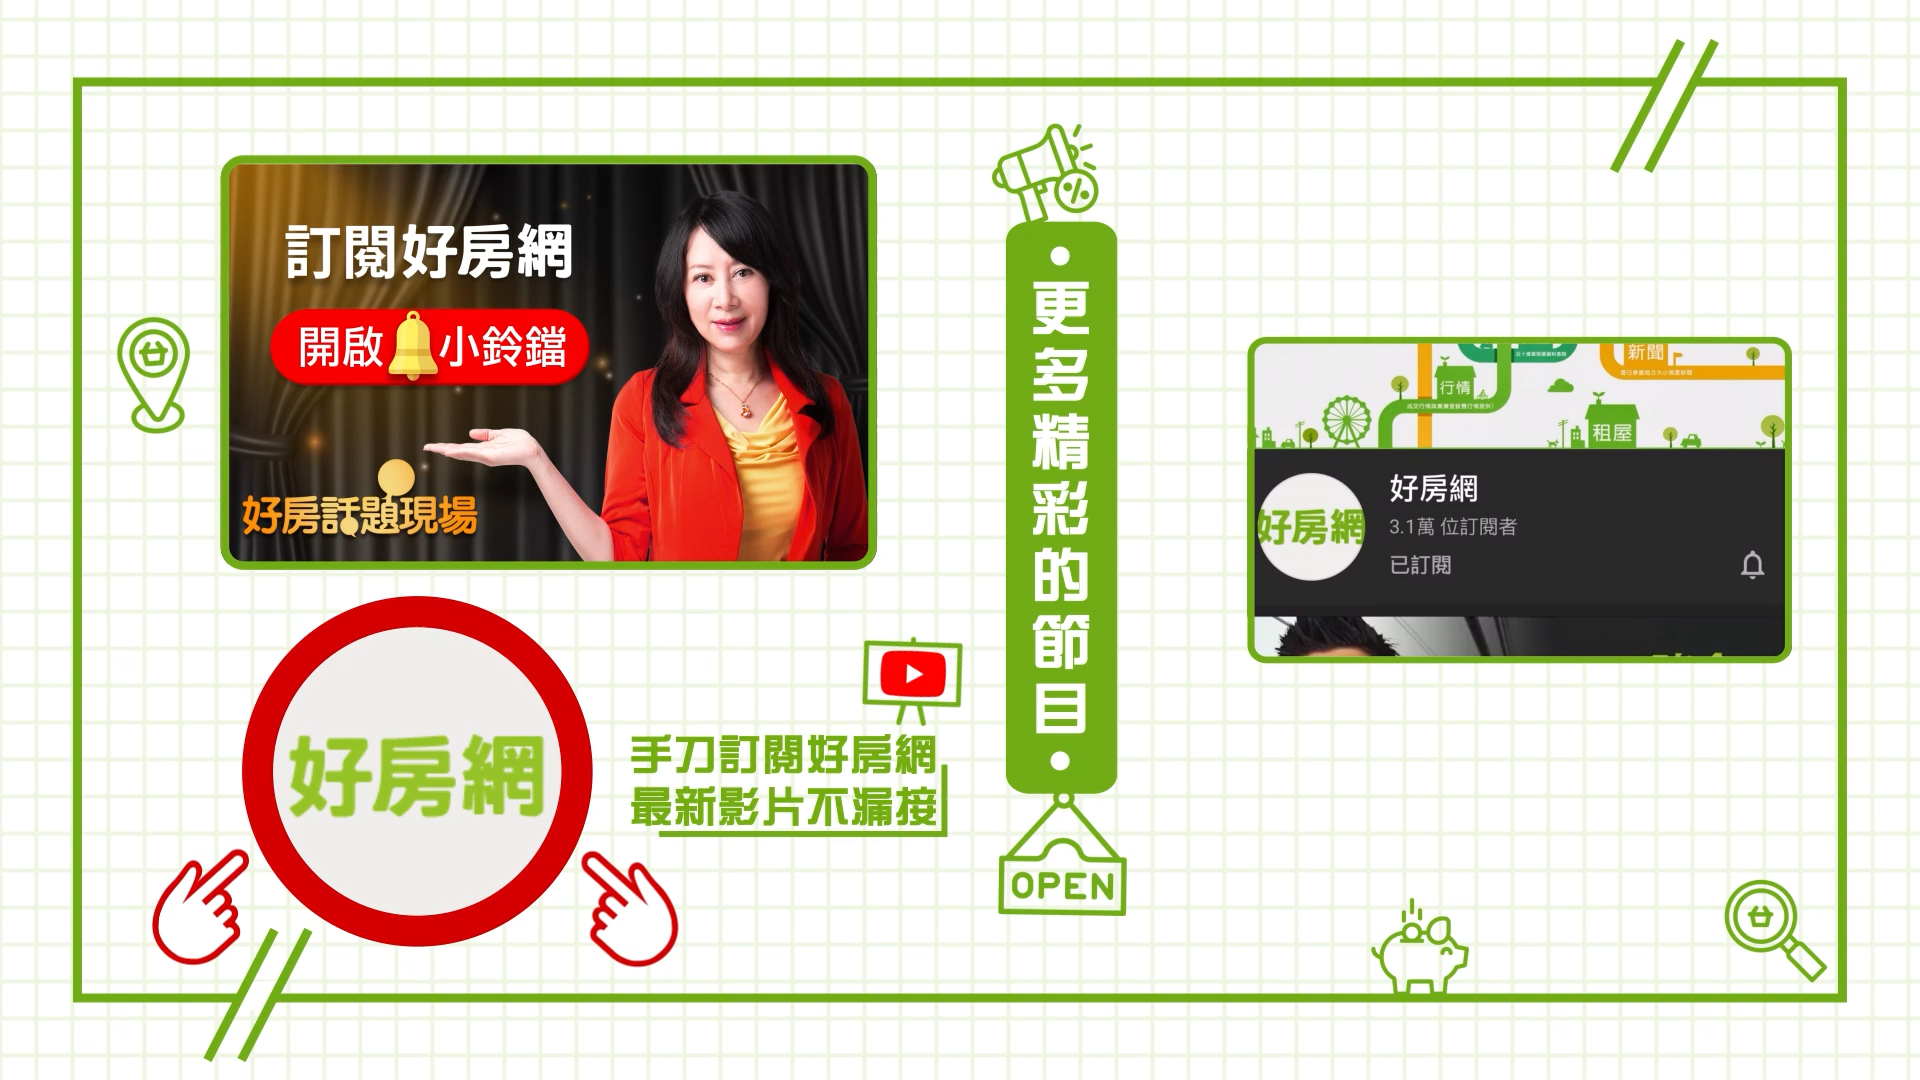 訂閱好房網
開啟小鈴鐺
好房話題現場
好房網
手刀訂閱好房網
最新影片不漏接
%
更多精彩的節目
OPEN
新聞
行情
租屋
好房網
好房網
3.1萬 位訂閱者
已訂閱